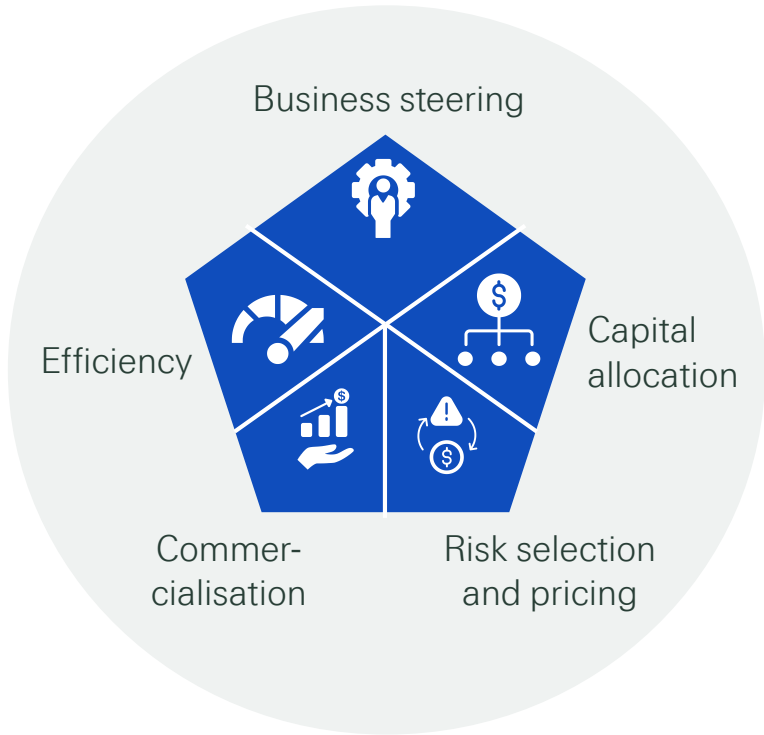 Business steering
Capital
allocation
Risk selection
and pricing
Commer-
cialisation
Efficiency
$
$
$
!